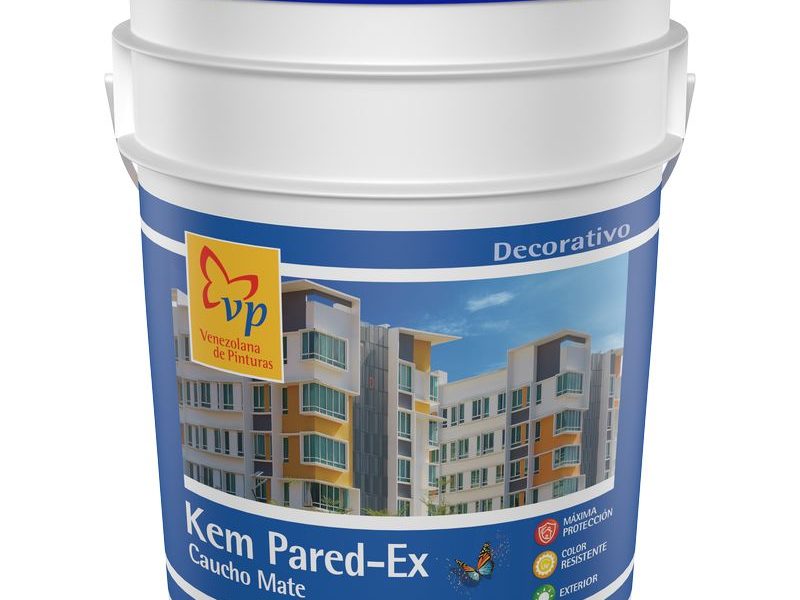 Decorativo
vp
Venezolana
de Pinturas
Kem Pared-Ex
Caucho Mate
MÁXIMA
PROTECCIÓN
COLOR
RESISTENTE
EXTERIOR